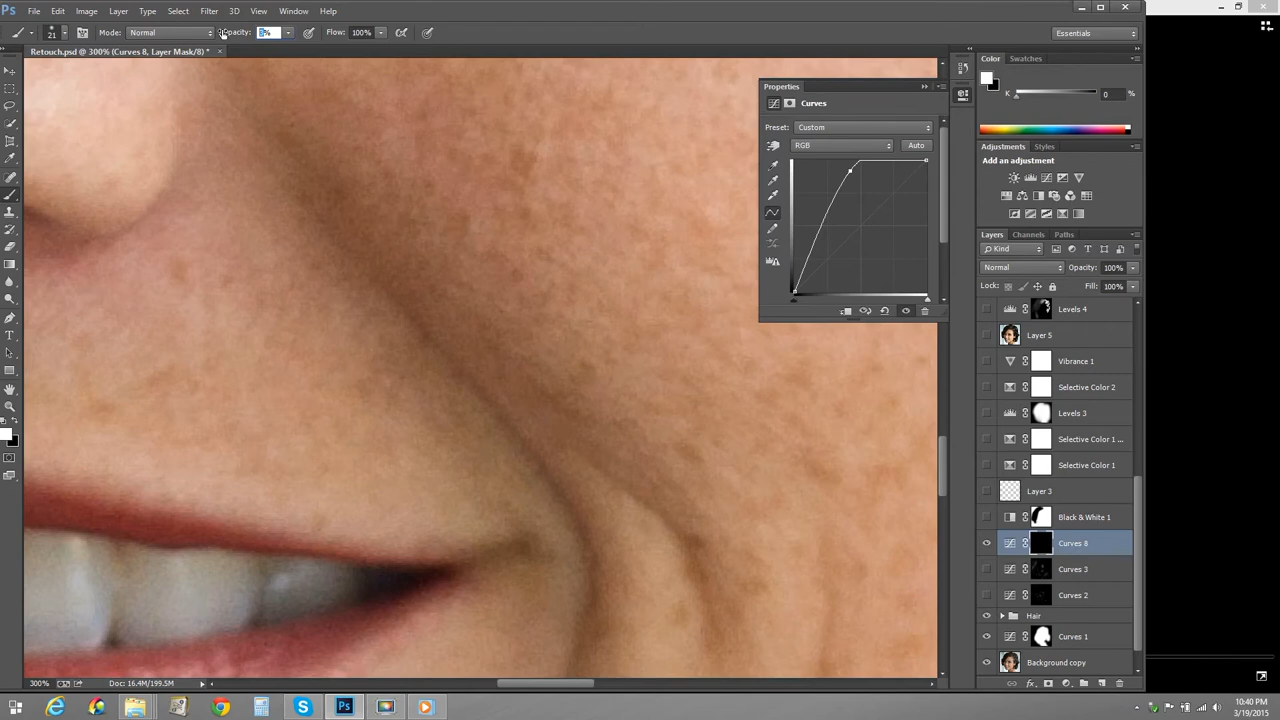 Ps File Edit Image Layer Type Select Filter 3D View Window Help
21 Mode: Normal Opacity: % Flow: 100% Essentials
Retouch.psd @ 300% (Curves 8, Layer Mask/8) * ×
Color Swatches
K 0 %
Properties
Curves
Preset: Custom
RGB Auto
Adjustments Styles
Add an adjustment
Layers Channels Paths
Kind
Normal Opacity: 100%
Lock: Fill: 100%
Levels 4
Layer 5
Vibrance 1
Selective Color 2
Levels 3
Selective Color 1 ...
Selective Color 1
Layer 3
Black & White 1
Curves 8
Curves 3
Curves 2
Hair
Curves 1
Background copy
300% Doc: 16.4M/199.5M
10:40 PM
3/19/2015